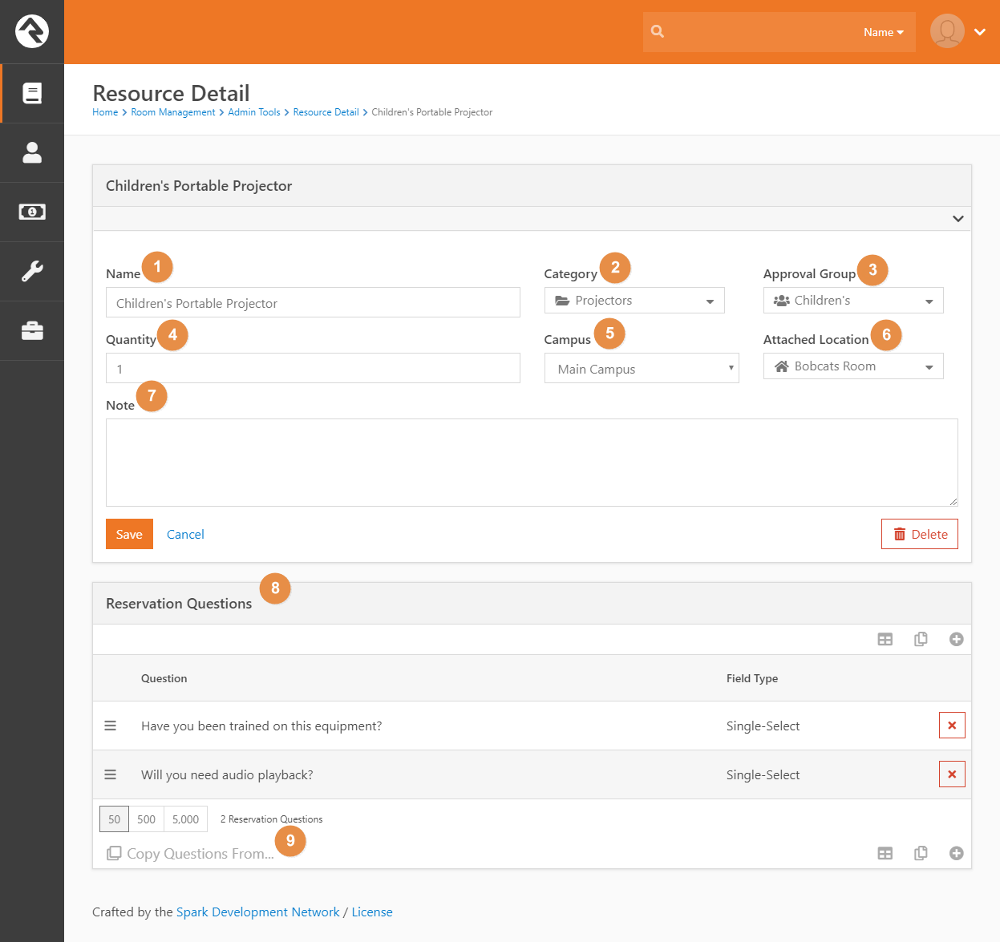 Name
Resource Detail
Home > Room Management > Admin Tools > Resource Detail > Children's Portable Projector
Children's Portable Projector
Name 1
Category 2
Approval Group 3
Children's Portable Projector
Projectors
Children's
Quantity 4
Campus 5
Attached Location 6
1
Main Campus
Bobcats Room
Note 7
Save
Cancel
Delete
Reservation Questions 8
Question
Field Type
Have you been trained on this equipment?
Single-Select
Will you need audio playback?
Single-Select
50 500 5,000 2 Reservation Questions
Copy Questions From... 9
Crafted by the Spark Development Network / License